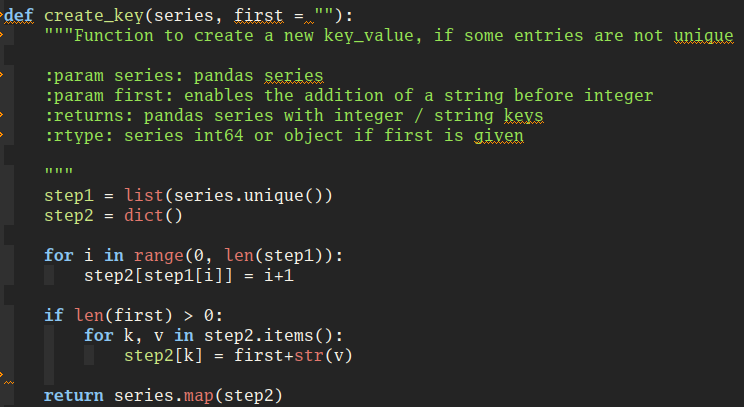 def create_key(series, first = ""):
    """Function to create a new key_value, if some entries are not unique

    :param series: pandas series
    :param first: enables the addition of a string before integer
    :returns: pandas series with integer / string keys
    :rtype: series int64 or object if first is given

    """
    step1 = list(series.unique())
    step2 = dict()

    for i in range(0, len(step1)):
        step2[step1[i]] = i+1

    if len(first) > 0:
        for k, v in step2.items():
            step2[k] = first+str(v)

    return series.map(step2)